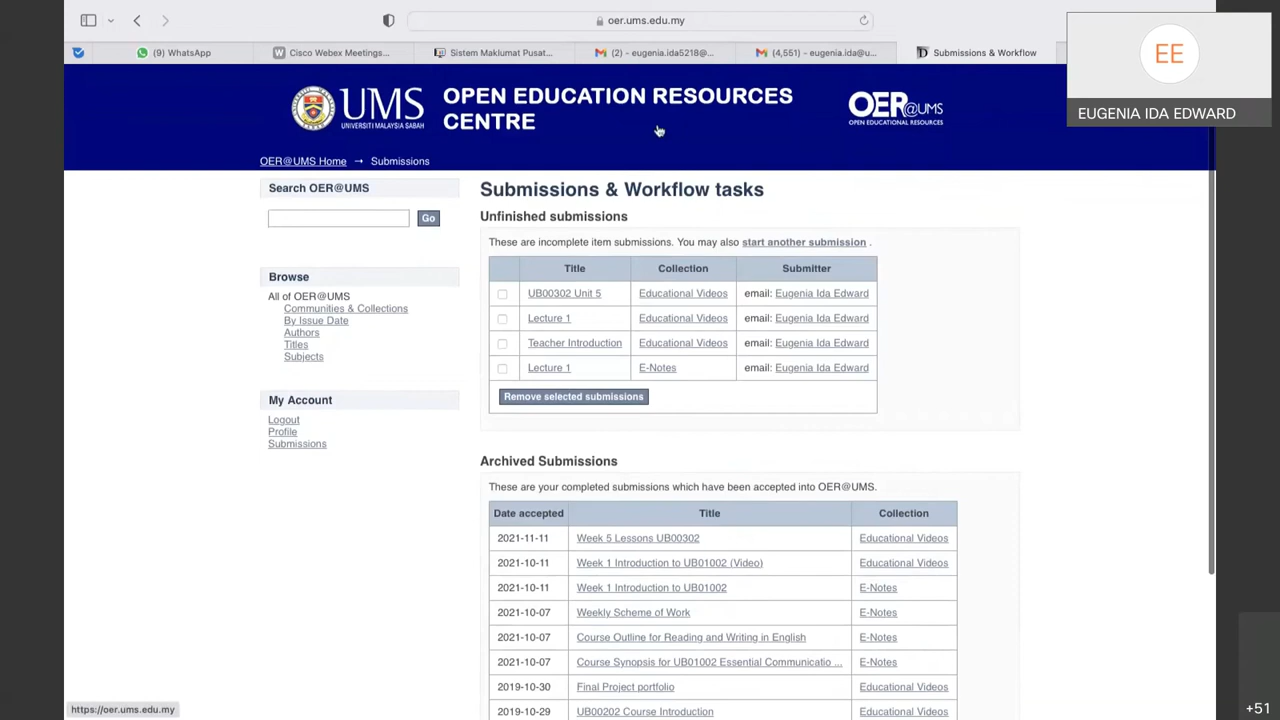 oer.ums.edu.my
(9) WhatsApp
Cisco Webex Meetings...
Sistem Maklumat Pusat...
(2) - eugenia.ida5218@...
(4,551) - eugenia.ida@u...
Submissions & Workflow
EE
EUGENIA IDA EDWARD
UMS
UNIVERSITI MALAYSIA SABAH
OPEN EDUCATION RESOURCES
CENTRE
OER@UMS
OPEN EDUCATIONAL RESOURCES
OER@UMS Home → Submissions
Search OER@UMS
Go
Browse
All of OER@UMS
Communities & Collections
By Issue Date
Authors
Titles
Subjects
My Account
Logout
Profile
Submissions
Submissions & Workflow tasks
Unfinished submissions
These are incomplete item submissions. You may also start another submission .
Title Collection Submitter
UB00302 Unit 5 Educational Videos email: Eugenia Ida Edward
Lecture 1 Educational Videos email: Eugenia Ida Edward
Teacher Introduction Educational Videos email: Eugenia Ida Edward
Lecture 1 E-Notes email: Eugenia Ida Edward
Remove selected submissions
Archived Submissions
These are your completed submissions which have been accepted into OER@UMS.
Date accepted Title Collection
2021-11-11 Week 5 Lessons UB00302 Educational Videos
2021-10-11 Week 1 Introduction to UB01002 (Video) Educational Videos
2021-10-11 Week 1 Introduction to UB01002 E-Notes
2021-10-07 Weekly Scheme of Work E-Notes
2021-10-07 Course Outline for Reading and Writing in English E-Notes
2021-10-07 Course Synopsis for UB01002 Essential Communicatio ... E-Notes
2019-10-30 Final Project portfolio Educational Videos
2019-10-29 UB00202 Course Introduction Educational Videos
https://oer.ums.edu.my
+51